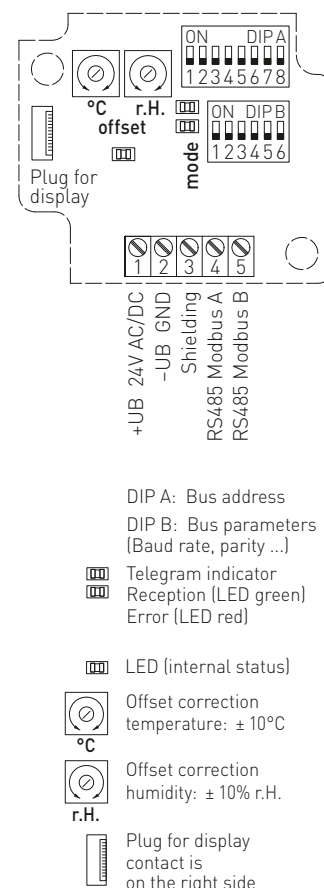 ON DIP A
1 2 3 4 5 6 7 8
°C r.H.
offset
ON DIP B
1 2 3 4 5 6
mode
Plug for
display
1 2 3 4 5
+UB 24V AC/DC
–UB GND
Shielding
RS485 Modbus A
RS485 Modbus B
DIP A: Bus address
DIP B: Bus parameters
(Baud rate, parity ...)
Telegram indicator
Reception (LED green)
Error (LED red)
LED (internal status)
Offset correction
temperature: ± 10°C
°C
Offset correction
humidity: ± 10% r.H.
r.H.
Plug for display
contact is
on the right side